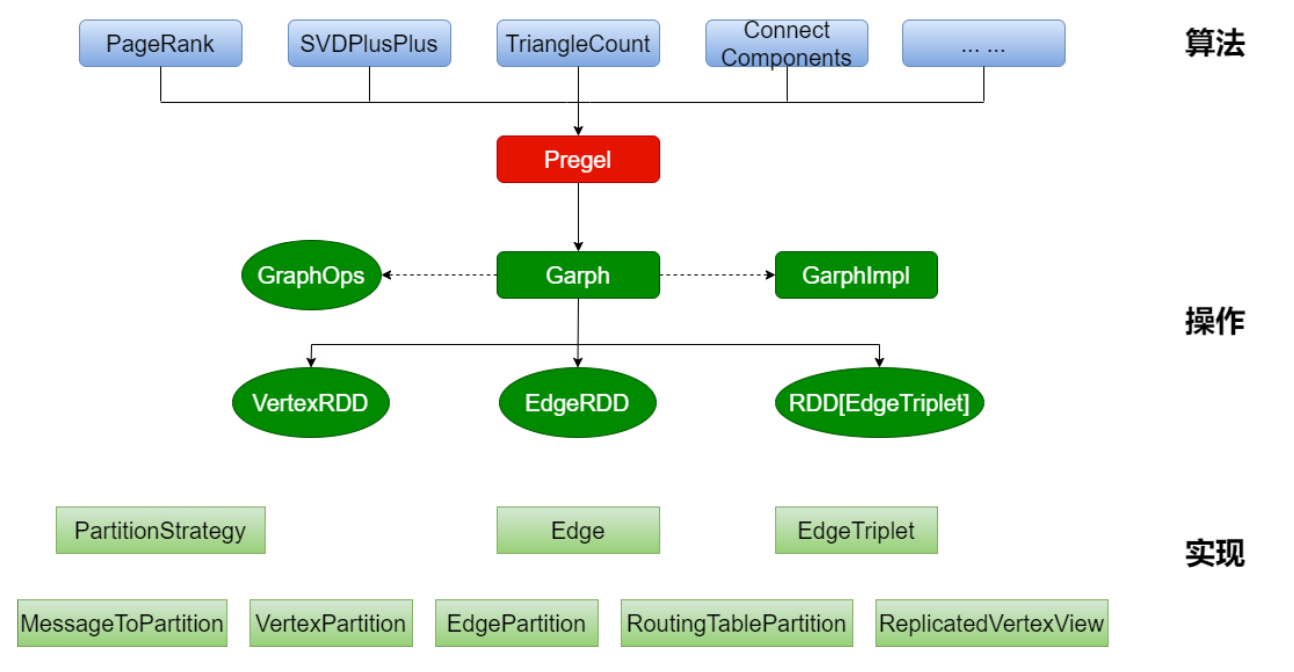 PageRank
SVDPlusPlus
TriangleCount
Connect
Components
... ...
算法
Pregel
GraphOps
Garph
GarphImpl
操作
VertexRDD
EdgeRDD
RDD[EdgeTriplet]
PartitionStrategy
Edge
EdgeTriplet
实现
MessageToPartition
VertexPartition
EdgePartition
RoutingTablePartition
ReplicatedVertexView